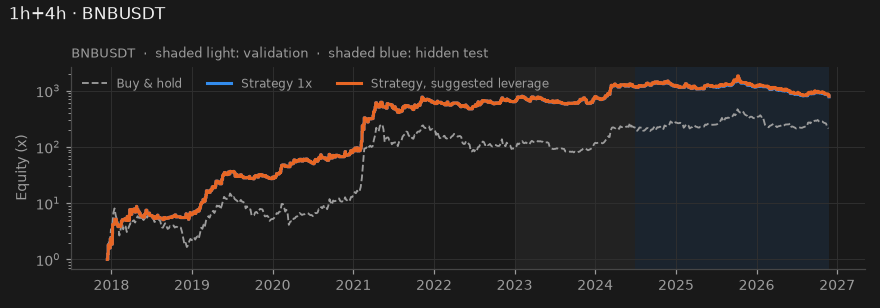 1h+4h · BNBUSDT
BNBUSDT · shaded light: validation · shaded blue: hidden test
Buy & hold
Strategy 1x
Strategy, suggested leverage
Equity (x)
10³
10²
10¹
10⁰
2018 2019 2020 2021 2022 2023 2024 2025 2026 2027